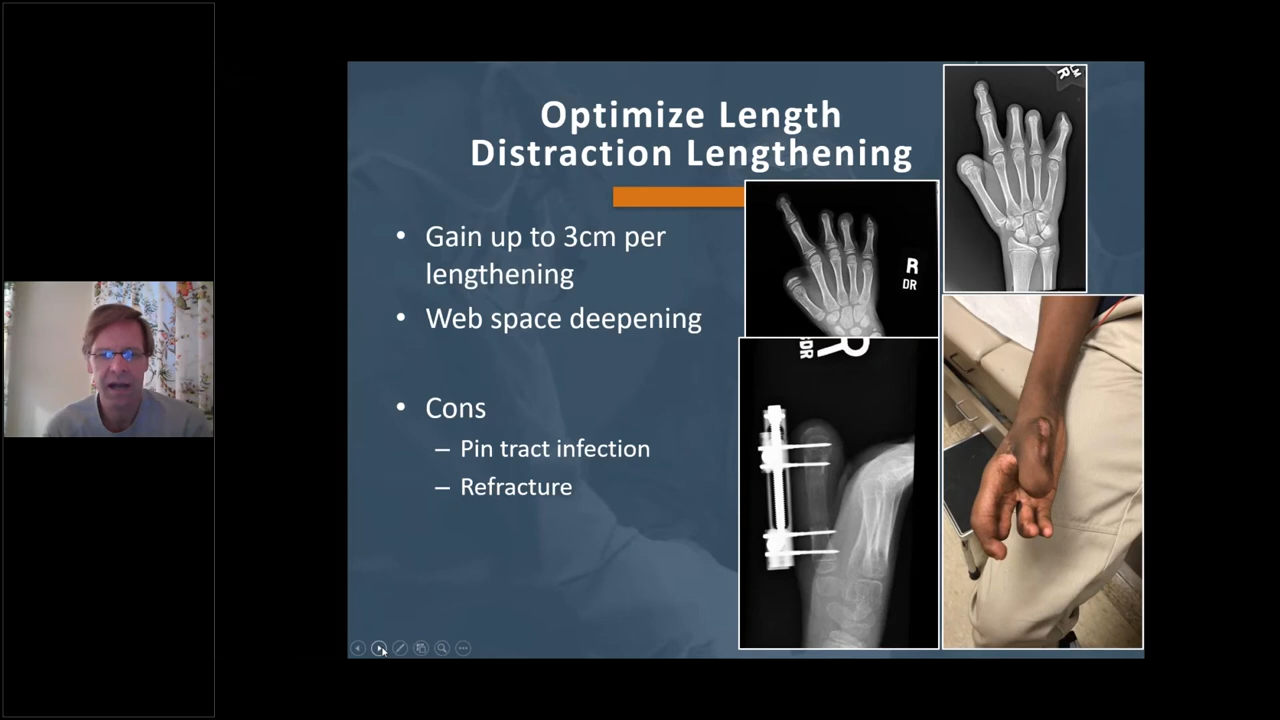 Optimize Length
Distraction Lengthening
• Gain up to 3cm per
lengthening
• Web space deepening
• Cons
– Pin tract infection
– Refracture
R
DR
R
DR
R